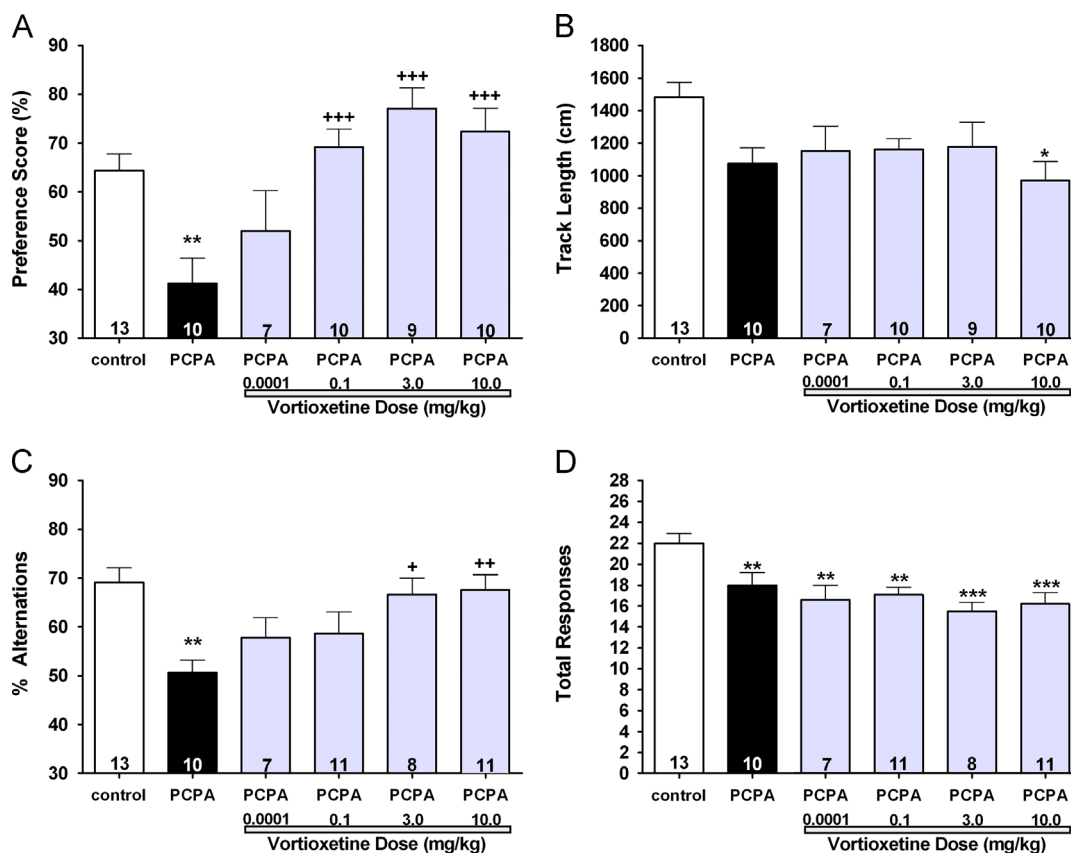 A
Preference Score (%)
90
80
70
60
50
40
30
**
+++
+++
+++
13
10
7
10
9
10
control
PCPA
PCPA
PCPA
PCPA
PCPA
0.0001
0.1
3.0
10.0
Vortioxetine Dose (mg/kg)
B
Track Length (cm)
1800
1600
1400
1200
1000
800
600
400
200
0
*
13
10
7
10
9
10
control
PCPA
PCPA
PCPA
PCPA
PCPA
0.0001
0.1
3.0
10.0
Vortioxetine Dose (mg/kg)
C
% Alternations
90
80
70
60
50
40
30
**
+
++
13
10
7
11
8
11
control
PCPA
PCPA
PCPA
PCPA
PCPA
0.0001
0.1
3.0
10.0
Vortioxetine Dose (mg/kg)
D
Total Responses
28
26
24
22
20
18
16
14
12
10
8
6
4
2
0
**
**
**
***
***
13
10
7
11
8
11
control
PCPA
PCPA
PCPA
PCPA
PCPA
0.0001
0.1
3.0
10.0
Vortioxetine Dose (mg/kg)